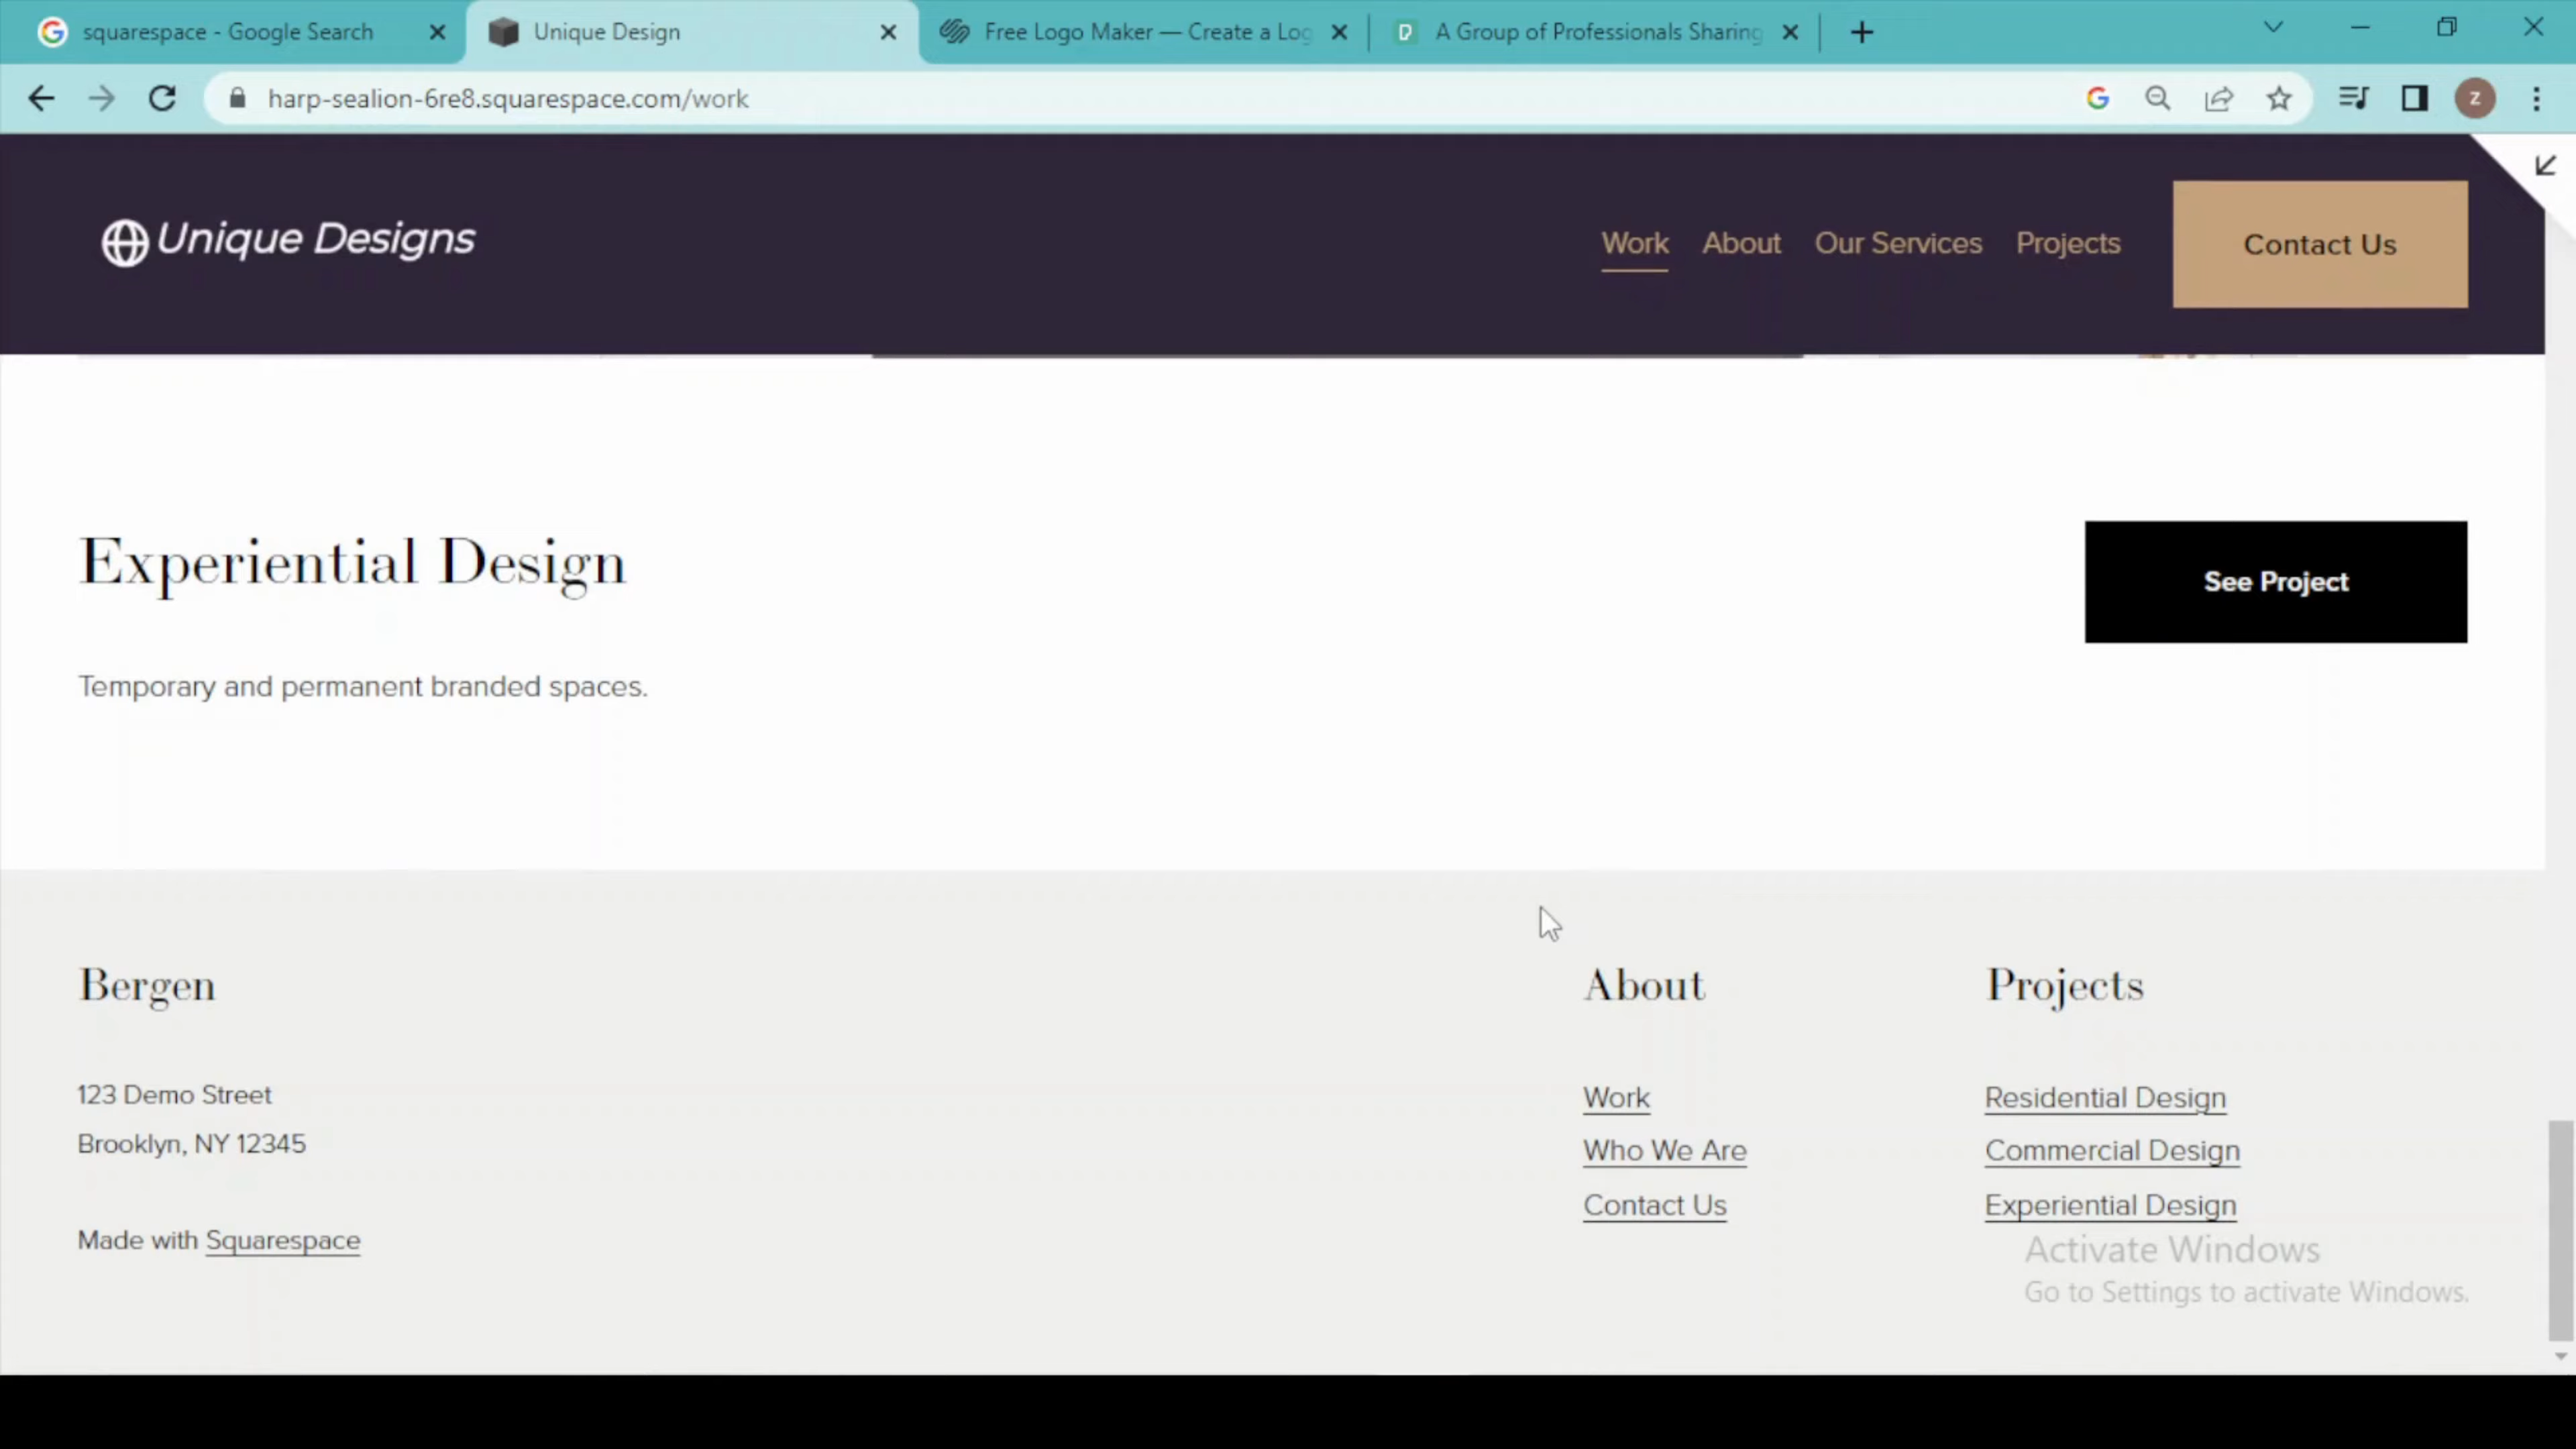 squarespace - Google Search
Unique Design
Free Logo Maker — Create a Log
A Group of Professionals Sharing
harp-sealion-6re8.squarespace.com/work
Z
Unique Designs
Work
About
Our Services
Projects
Contact Us
Experiential Design
See Project
Temporary and permanent branded spaces.
Bergen
123 Demo Street
Brooklyn, NY 12345
Made with Squarespace
About
Work
Who We Are
Contact Us
Projects
Residential Design
Commercial Design
Experiential Design
Activate Windows
Go to Settings to activate Windows.